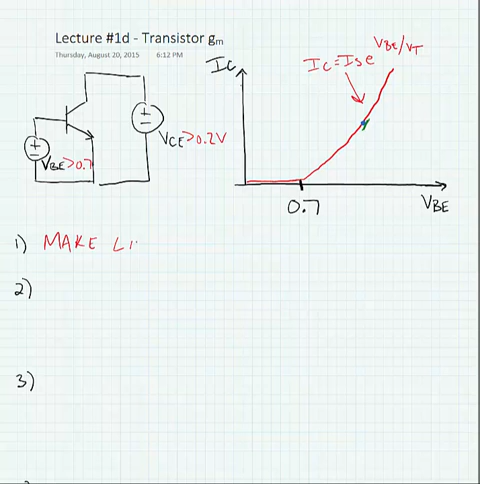 Lecture #1d - Transistor gm
Thursday, August 20, 2015 6:12 PM
IC
IC=ISe^VBE/VT
+
−
VCE>0.2V
+
−
VBE>0.7
0.7
VBE
1) MAKE LI
2)
3)